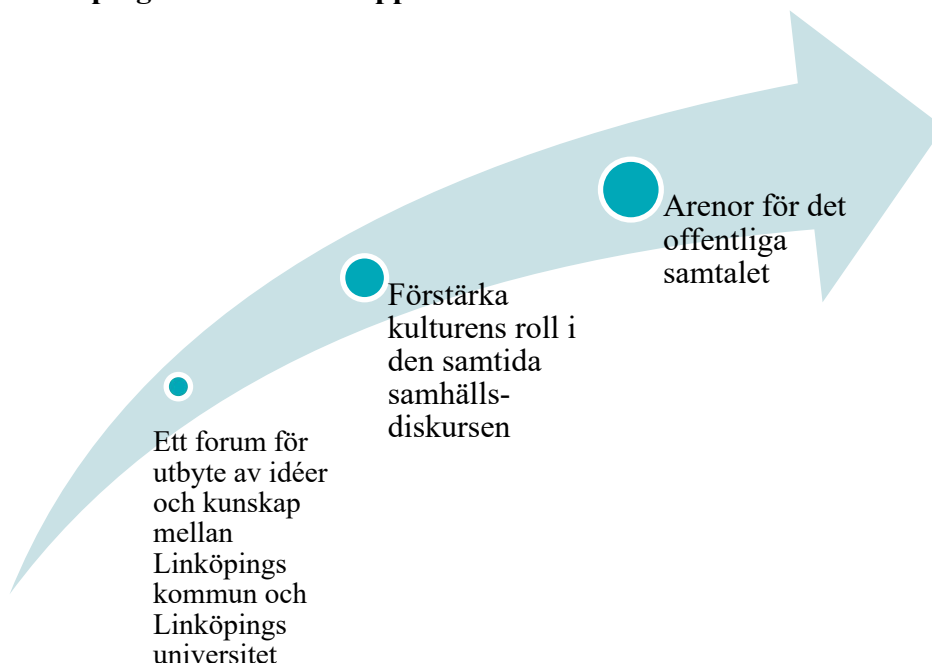 Ett forum för
utbyte av idéer
och kunskap
mellan
Linköpings
kommun och
Linköpings
universitet
Förstärka
kulturens roll i
den samtida
samhälls-
diskursen
Arenor för det
offentliga
samtalet